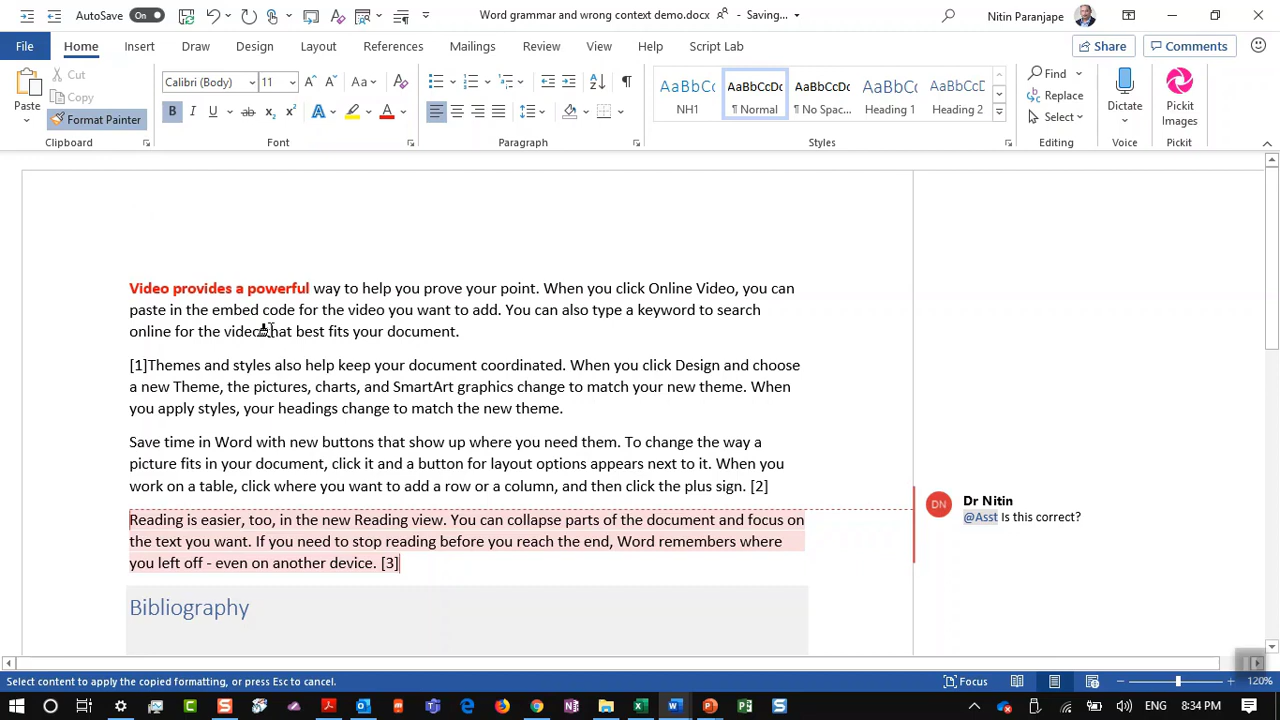 AutoSave On
Word grammar and wrong context demo.docx - Saving...
Nitin Paranjape
File Home Insert Draw Design Layout References Mailings Review View Help Script Lab
Share Comments
Paste
Cut
Copy
Format Painter
Clipboard
Calibri (Body) 11
Font
Paragraph
AaBbC
NH1
AaBbCcDc
¶ Normal
AaBbCcDc
¶ No Spac...
AaBbC
Heading 1
AaBbCcD
Heading 2
Styles
Find
Replace
Select
Editing
Dictate
Voice
Pickit
Images
Pickit
Video provides a powerful way to help you prove your point. When you click Online Video, you can
paste in the embed code for the video you want to add. You can also type a keyword to search
online for the video that best fits your document.
[1]Themes and styles also help keep your document coordinated. When you click Design and choose
a new Theme, the pictures, charts, and SmartArt graphics change to match your new theme. When
you apply styles, your headings change to match the new theme.
Save time in Word with new buttons that show up where you need them. To change the way a
picture fits in your document, click it and a button for layout options appears next to it. When you
work on a table, click where you want to add a row or a column, and then click the plus sign. [2]
Reading is easier, too, in the new Reading view. You can collapse parts of the document and focus on
the text you want. If you need to stop reading before you reach the end, Word remembers where
you left off - even on another device. [3]
Bibliography
DN
Dr Nitin
@Asst Is this correct?
Select content to apply the copied formatting, or press Esc to cancel.
Focus
120%
ENG 8:34 PM